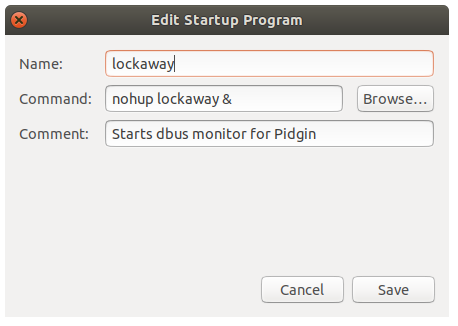 Edit Startup Program
Name: lockaway
Command: nohup lockaway & Browse...
Comment: Starts dbus monitor for Pidgin
Cancel Save